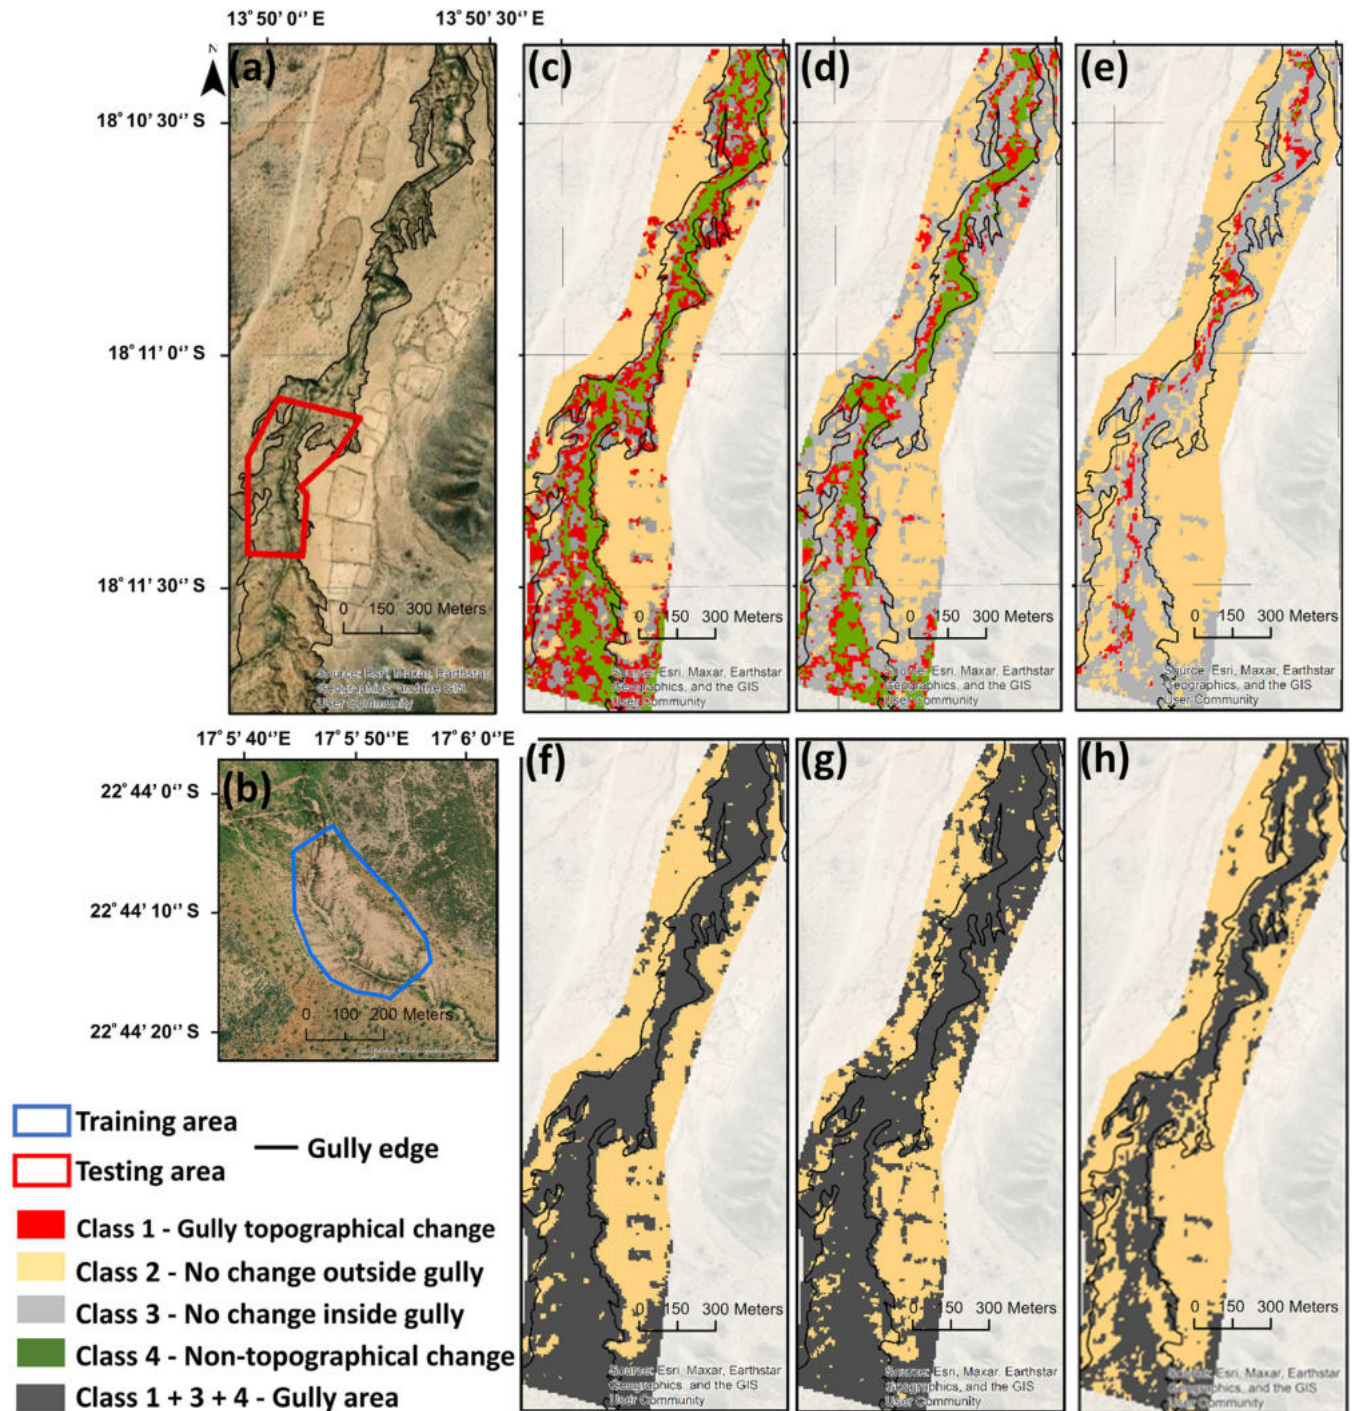 13°50'0'' E
13°50'30'' E
N
(a)
(c)
(d)
(e)
18°10'30'' S
18°11'0'' S
18°11'30'' S
0 150 300 Meters
Source: Esri, Maxar, Earthstar
Geographics, and the GIS
User Community
0 150 300 Meters
Source: Esri, Maxar, Earthstar
Geographics, and the GIS
User Community
0 150 300 Meters
Source: Esri, Maxar, Earthstar
Geographics, and the GIS
User Community
0 150 300 Meters
Source: Esri, Maxar, Earthstar
Geographics, and the GIS
User Community
17°5'40''E
17°5'50''E
17°6'0''E
(b)
(f)
(g)
(h)
22°44'0'' S
22°44'10'' S
22°44'20'' S
0 100 200 Meters
Training area
Testing area
Gully edge
Class 1 - Gully topographical change
Class 2 - No change outside gully
Class 3 - No change inside gully
Class 4 - Non-topographical change
Class 1 + 3 + 4 - Gully area
0 150 300 Meters
Source: Esri, Maxar, Earthstar
Geographics, and the GIS
User Community
0 150 300 Meters
Source: Esri, Maxar, Earthstar
Geographics, and the GIS
User Community
0 150 300 Meters
Source: Esri, Maxar, Earthstar
Geographics, and the GIS
User Community